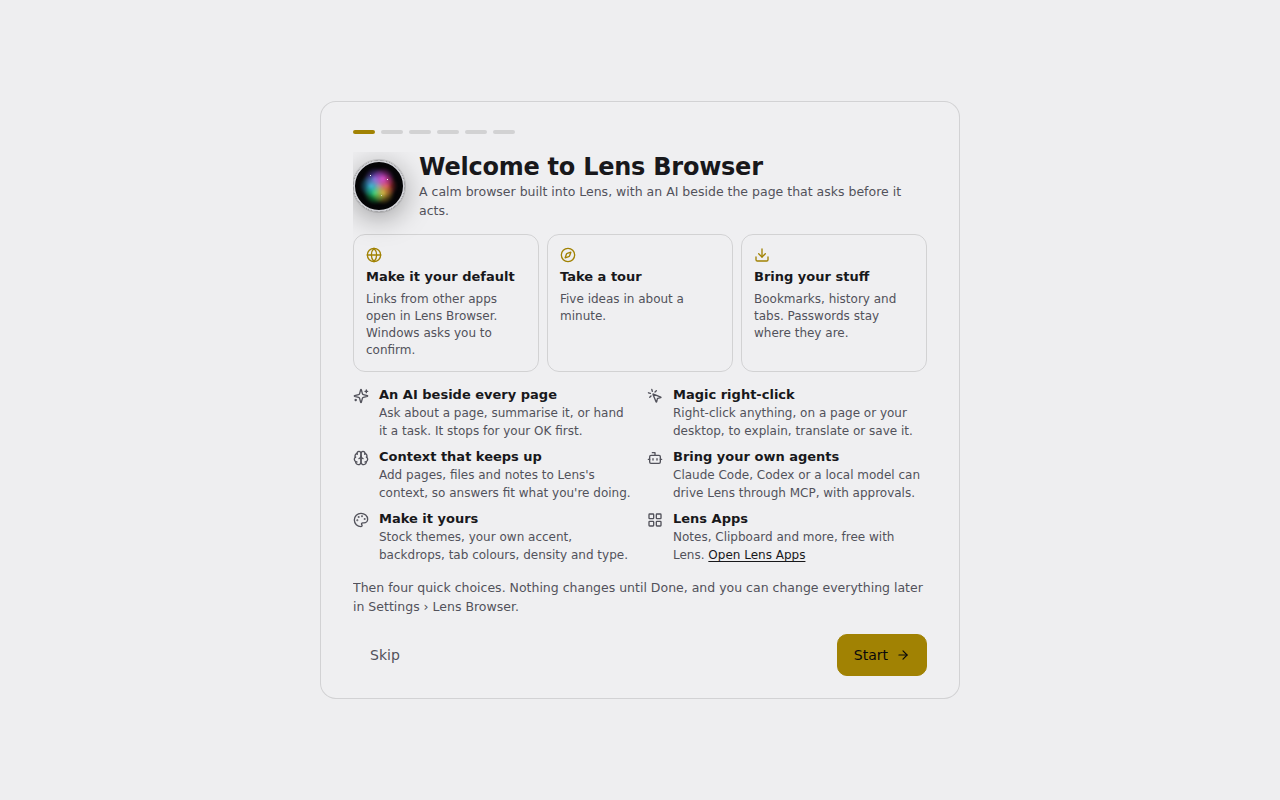 Welcome to Lens Browser
A calm browser built into Lens, with an AI beside the page that asks before it
acts.
Make it your default
Links from other apps
open in Lens Browser.
Windows asks you to
confirm.
Take a tour
Five ideas in about a
minute.
Bring your stuff
Bookmarks, history and
tabs. Passwords stay
where they are.
An AI beside every page
Ask about a page, summarise it, or hand
it a task. It stops for your OK first.
Magic right-click
Right-click anything, on a page or your
desktop, to explain, translate or save it.
Context that keeps up
Add pages, files and notes to Lens's
context, so answers fit what you're doing.
Bring your own agents
Claude Code, Codex or a local model can
drive Lens through MCP, with approvals.
Make it yours
Stock themes, your own accent,
backdrops, tab colours, density and type.
Lens Apps
Notes, Clipboard and more, free with
Lens. Open Lens Apps
Then four quick choices. Nothing changes until Done, and you can change everything later
in Settings › Lens Browser.
Skip
Start